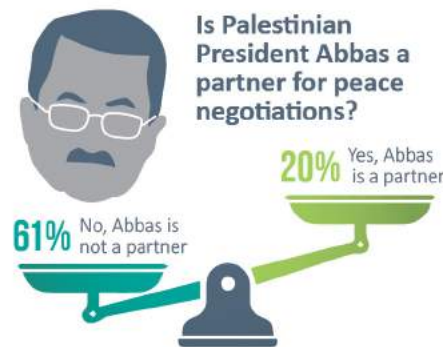 Is Palestinian
President Abbas a
partner for peace
negotiations?
20% Yes, Abbas
is a partner
61% No, Abbas is
not a partner